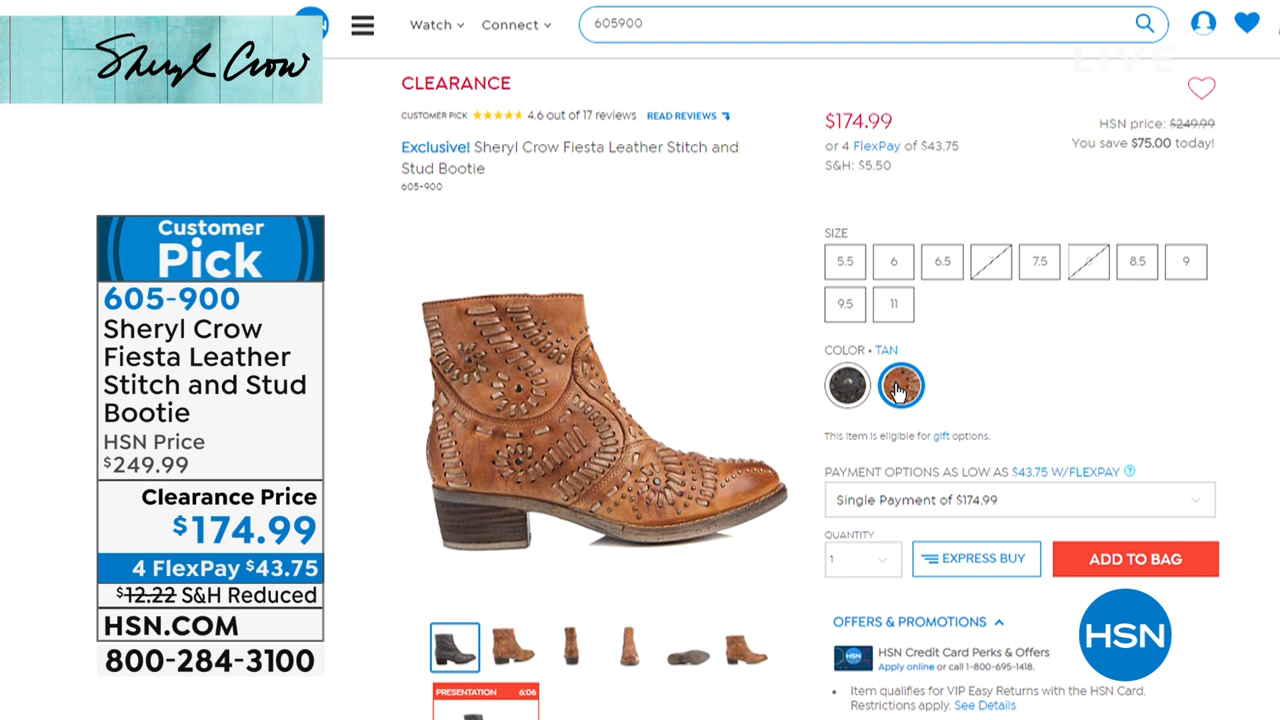 Sheryl Crow
Watch
Connect
605900
LIVE
CLEARANCE
CUSTOMER PICK 4.6 out of 17 reviews READ REVIEWS
Exclusive! Sheryl Crow Fiesta Leather Stitch and
Stud Bootie
605-900
$174.99
or 4 FlexPay of $43.75
S&H: $5.50
HSN price: $249.99
You save $75.00 today!
SIZE
5.5 6 6.5 7 7.5 8 8.5 9
9.5 11
COLOR • TAN
This item is eligible for gift options.
PAYMENT OPTIONS AS LOW AS $43.75 W/FLEXPAY ?
Single Payment of $174.99
QUANTITY
1
EXPRESS BUY
ADD TO BAG
OFFERS & PROMOTIONS
HSN
HSN Credit Card Perks & Offers
Apply online or call 1-800-695-1418.
• Item qualifies for VIP Easy Returns with the HSN Card.
Restrictions apply. See Details
HSN
PRESENTATION 6:06
Customer
Pick
605-900
Sheryl Crow
Fiesta Leather
Stitch and Stud
Bootie
HSN Price
$249.99
Clearance Price
$174.99
4 FlexPay $43.75
$12.22 S&H Reduced
HSN.COM
800-284-3100